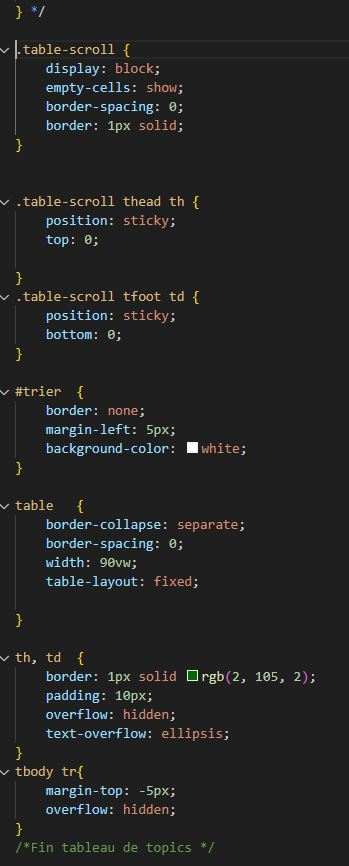 } */
.table-scroll {
display: block;
empty-cells: show;
border-spacing: 0;
border: 1px solid;
}
.table-scroll thead th {
position: sticky;
top: 0;
}
.table-scroll tfoot td {
position: sticky;
bottom: 0;
}
#trier  {
border: none;
margin-left: 5px;
background-color: white;
}
table   {
border-collapse: separate;
border-spacing: 0;
width: 90vw;
table-layout: fixed;
}
th, td  {
border: 1px solid rgb(2, 105, 2);
padding: 10px;
overflow: hidden;
text-overflow: ellipsis;
}
tbody tr{
margin-top: -5px;
overflow: hidden;
}
/*Fin tableau de topics */